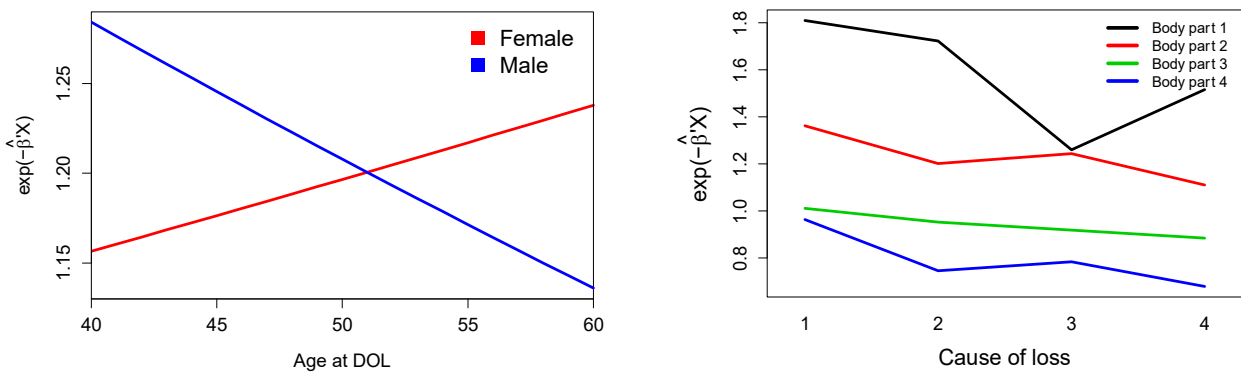 exp(−β̂'X)
1.15 1.20 1.25
Female
Male
40 45 50 55 60
Age at DOL
exp(−β̂'X)
0.8 1.0 1.2 1.4 1.6 1.8
Body part 1
Body part 2
Body part 3
Body part 4
1 2 3 4
Cause of loss